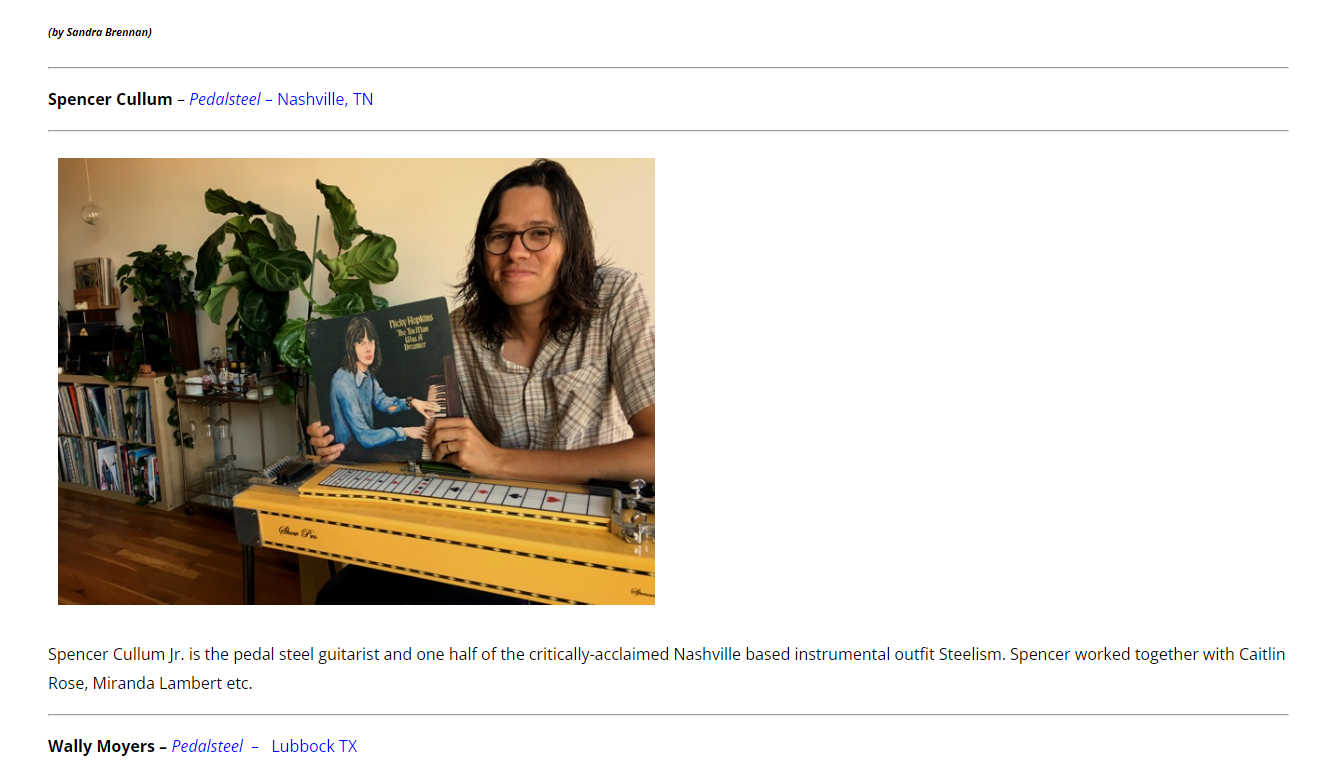 (by Sandra Brennan)
Spencer Cullum – Pedalsteel – Nashville, TN
Nicky Hopkins
The Tin Man
Was A
Dreamer
Show Pro
Spencer Cullum Jr. is the pedal steel guitarist and one half of the critically-acclaimed Nashville based instrumental outfit Steelism. Spencer worked together with Caitlin
Rose, Miranda Lambert etc.
Wally Moyers – Pedalsteel – Lubbock TX